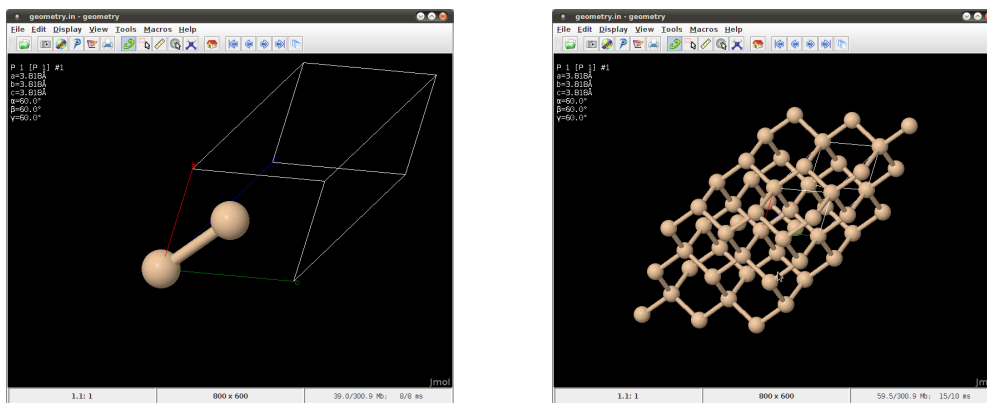 geometry.in - geometry
File Edit Display View Tools Macros Help
P 1 [P 1] #1
a=3.818Å
b=3.818Å
c=3.818Å
α=60.0°
β=60.0°
γ=60.0°
Jmol
1.1: 1 800 x 600 39.0/300.9 Mb; 8/8 ms
geometry.in - geometry
File Edit Display View Tools Macros Help
P 1 [P 1] #1
a=3.818Å
b=3.818Å
c=3.818Å
α=60.0°
β=60.0°
γ=60.0°
Jmol
1.1: 1 800 x 600 59.5/300.9 Mb; 15/10 ms